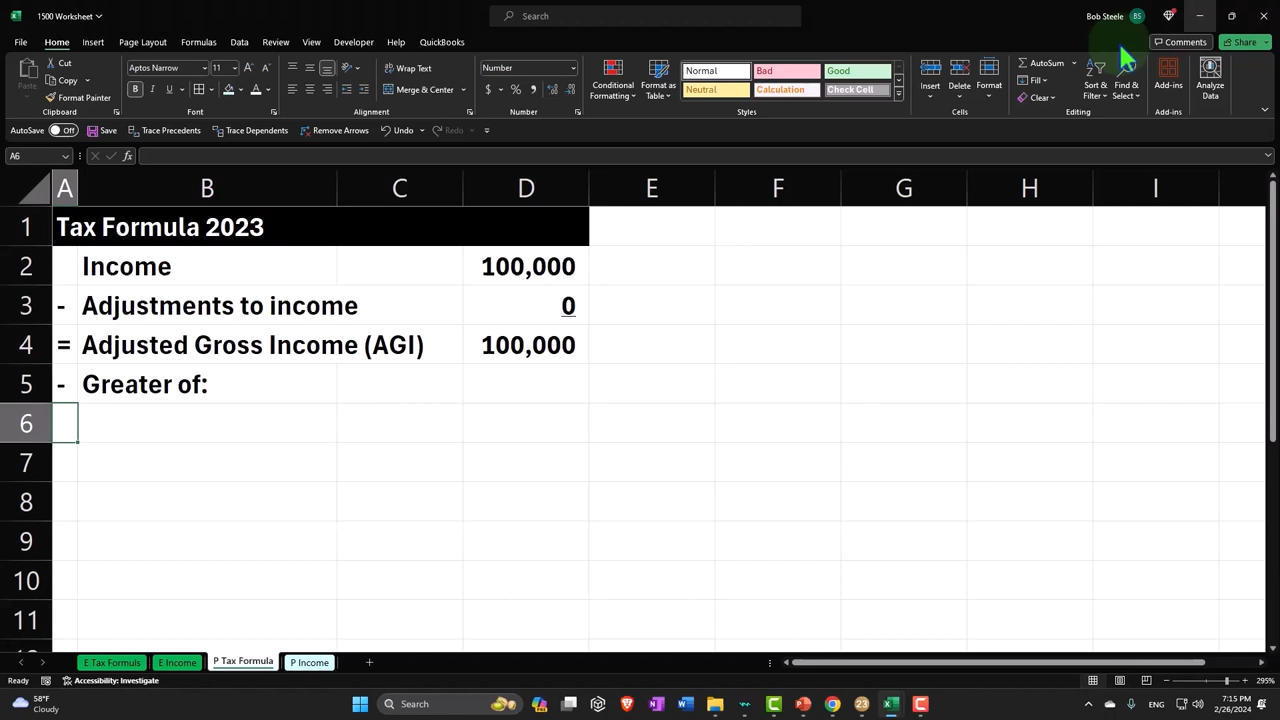 1500 Worksheet
Search
Bob Steele
BS
File
Home
Insert
Page Layout
Formulas
Data
Review
View
Developer
Help
QuickBooks
Comments
Share
Cut
Copy
Format Painter
Clipboard
Aptos Narrow
11
Font
Wrap Text
Merge & Center
Alignment
Number
Number
Conditional Formatting
Format as Table
Normal
Bad
Good
Neutral
Calculation
Check Cell
Styles
Insert
Delete
Format
Cells
AutoSum
Fill
Clear
Sort & Filter
Find & Select
Editing
Add-ins
Add-ins
Analyze Data
AutoSave Off
Save
Trace Precedents
Trace Dependents
Remove Arrows
Undo
Redo
A6
fx
A B C D E F G H I
1 Tax Formula 2023
2 Income 100,000
3 - Adjustments to income 0
4 = Adjusted Gross Income (AGI) 100,000
5 - Greater of:
6
7
8
9
10
11
E Tax Formuls
E Income
P Tax Formula
P Income
Ready
Accessibility: Investigate
295%
58°F
Cloudy
Search
23
ENG
7:15 PM
2/26/2024